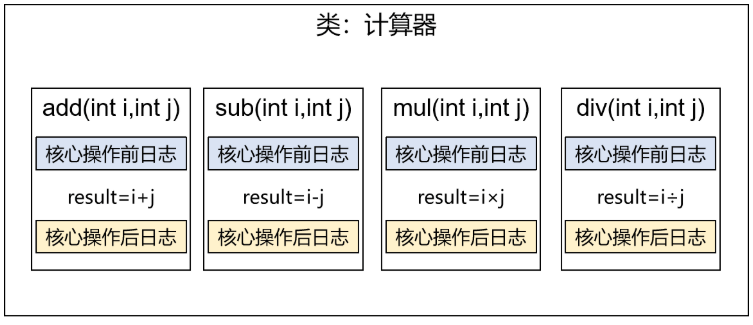 类：计算器
add(int i,int j)
核心操作前日志
result=i+j
核心操作后日志
sub(int i,int j)
核心操作前日志
result=i-j
核心操作后日志
mul(int i,int j)
核心操作前日志
result=i×j
核心操作后日志
div(int i,int j)
核心操作前日志
result=i÷j
核心操作后日志